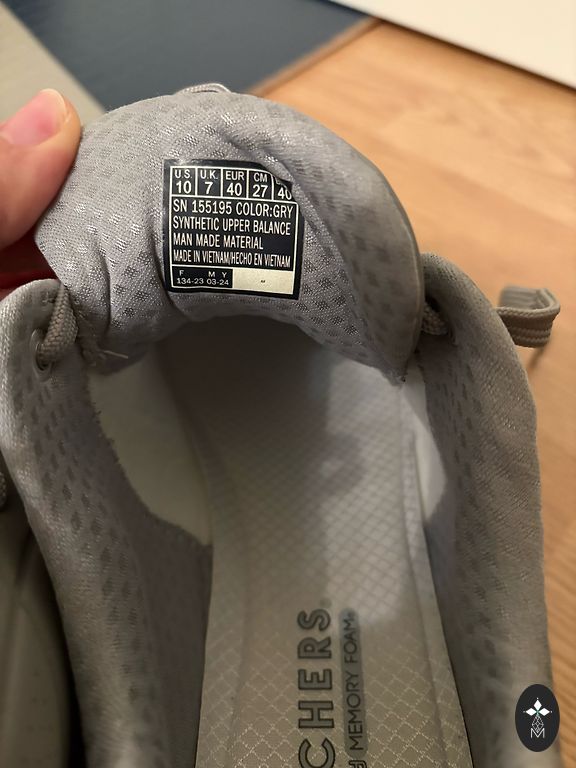 U.S. U.K. EUR CM
10 7 40 27 40
SN 155195 COLOR:GRY
SYNTHETIC UPPER BALANCE
MAN MADE MATERIAL
MADE IN VIETNAM/HECHO EN VIETNAM
F M Y
134-23 03-24
CHERS
MEMORY FOAM